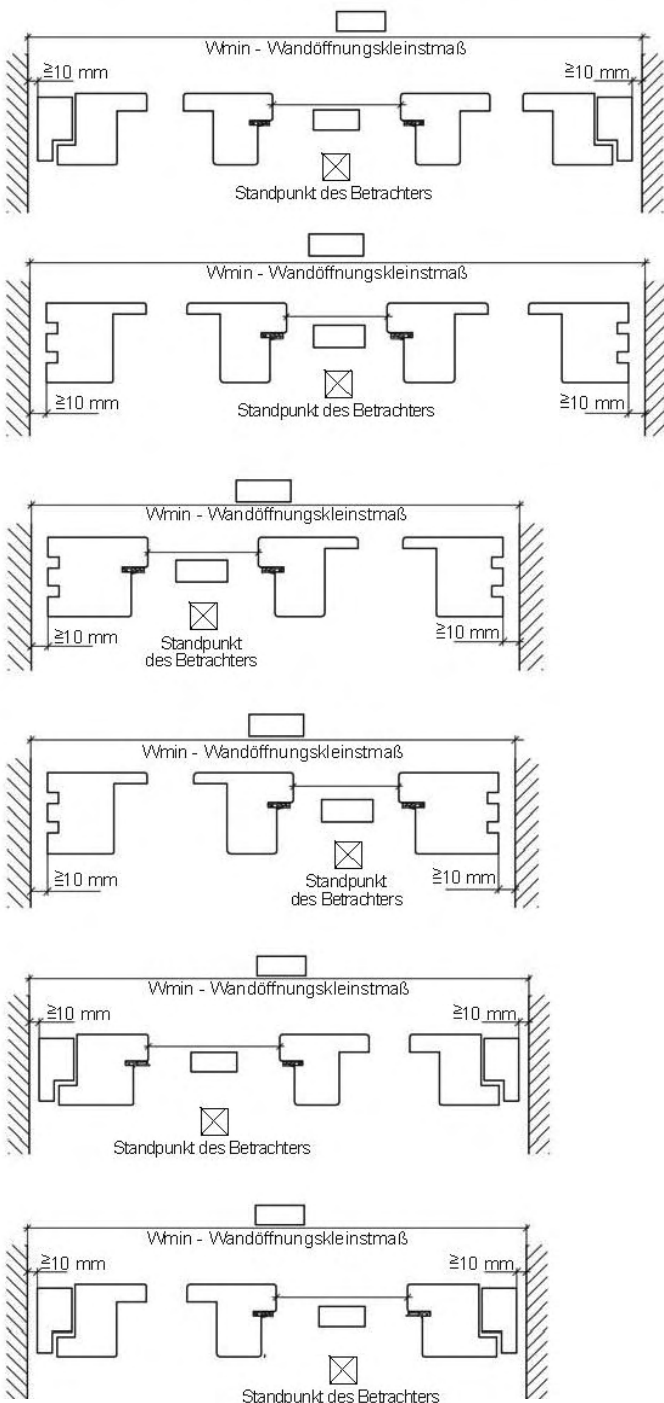 Wmin - Wandöffnungskleinstmaß
≧10 mm ≧10 mm
Standpunkt des Betrachters
Wmin - Wandöffnungskleinstmaß
Standpunkt des Betrachters
≧10 mm ≧10 mm
Wmin - Wandöffnungskleinstmaß
≧10 mm ≧10 mm
Standpunkt
des Betrachters
Wmin - Wandöffnungskleinstmaß
≧10 mm ≧10 mm
Standpunkt
des Betrachters
Wmin - Wandöffnungskleinstmaß
≧10 mm ≧10 mm
Standpunkt des Betrachters
Wmin - Wandöffnungskleinstmaß
≧10 mm ≧10 mm
Standpunkt des Betrachters